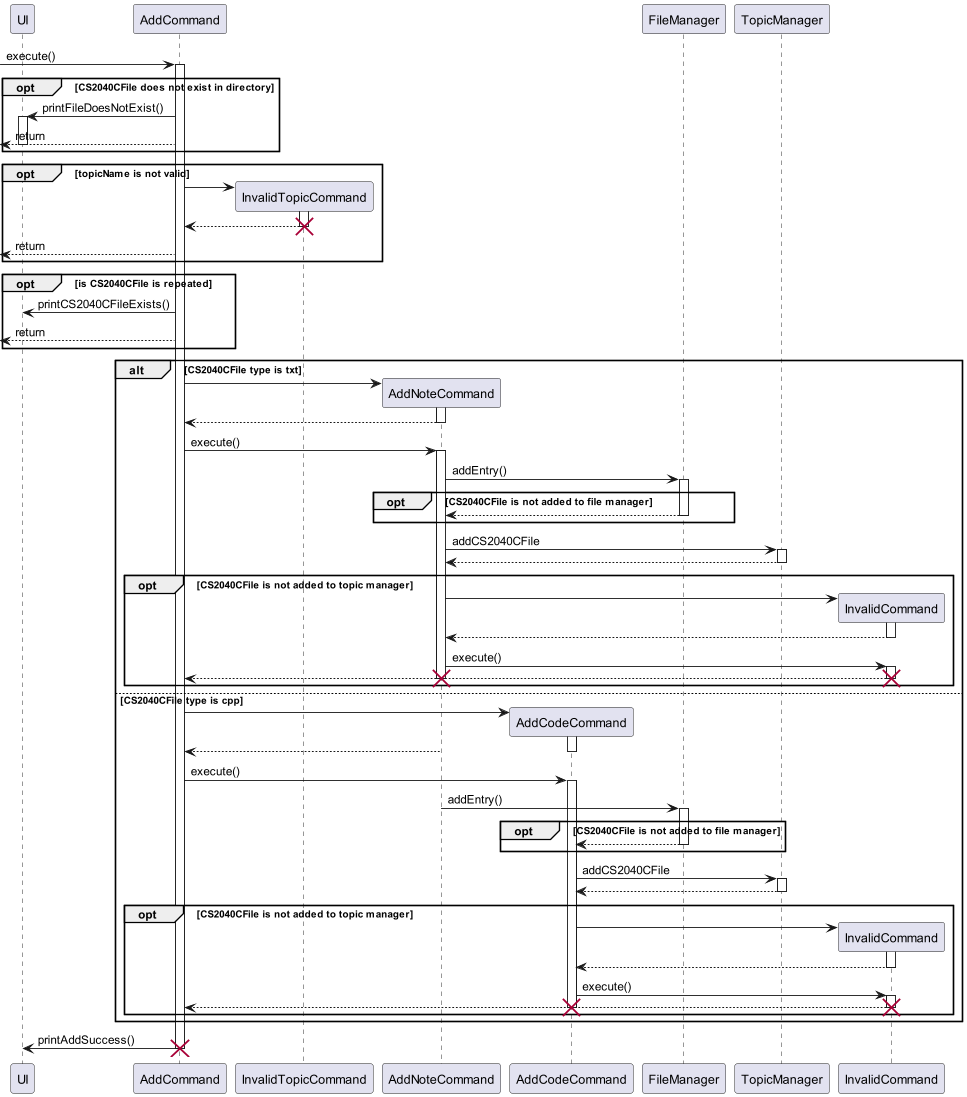 UI
AddCommand
FileManager
TopicManager
execute()
opt
[CS2040CFile does not exist in directory]
printFileDoesNotExist()
return
opt
[topicName is not valid]
InvalidTopicCommand
return
opt
[is CS2040CFile is repeated]
printCS2040CFileExists()
return
alt
[CS2040CFile type is txt]
AddNoteCommand
execute()
addEntry()
opt
[CS2040CFile is not added to file manager]
addCS2040CFile
opt
[CS2040CFile is not added to topic manager]
InvalidCommand
execute()
[CS2040CFile type is cpp]
AddCodeCommand
execute()
addEntry()
opt
[CS2040CFile is not added to file manager]
addCS2040CFile
opt
[CS2040CFile is not added to topic manager]
InvalidCommand
execute()
printAddSuccess()
UI
AddCommand
InvalidTopicCommand
AddNoteCommand
AddCodeCommand
FileManager
TopicManager
InvalidCommand